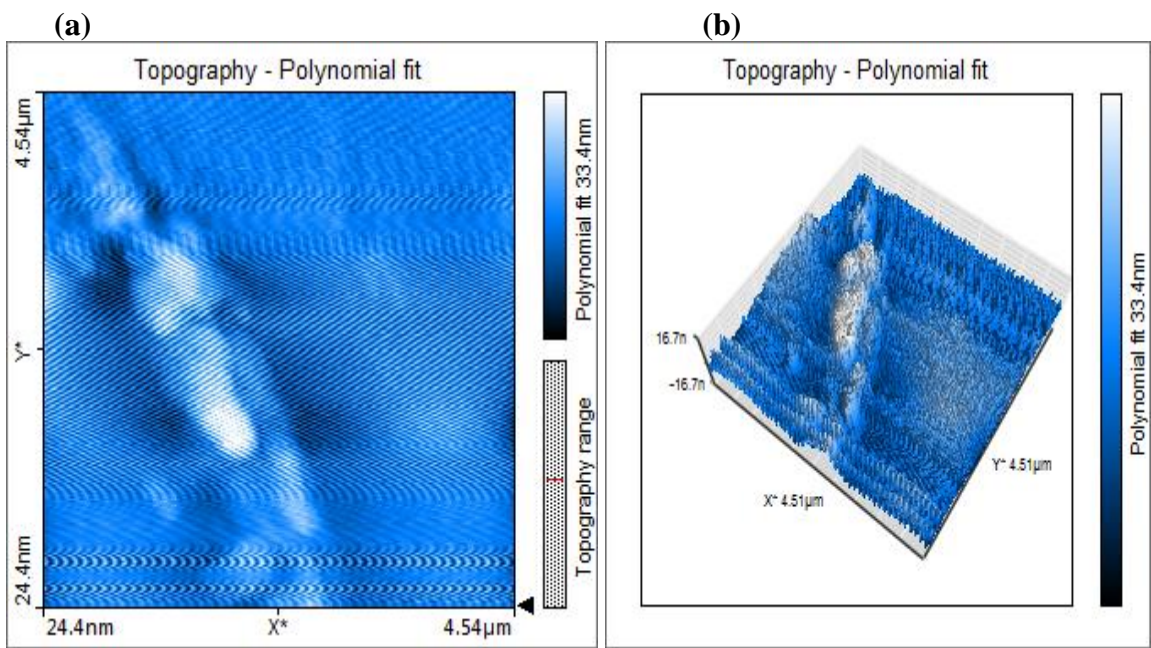 (a)
Topography - Polynomial fit
4.54µm
Y*
24.4nm
24.4nm
X*
4.54µm
Polynomial fit 33.4nm
Topography range
(b)
Topography - Polynomial fit
16.7n
-16.7n
X* 4.51µm
Y* 4.51µm
Polynomial fit 33.4nm